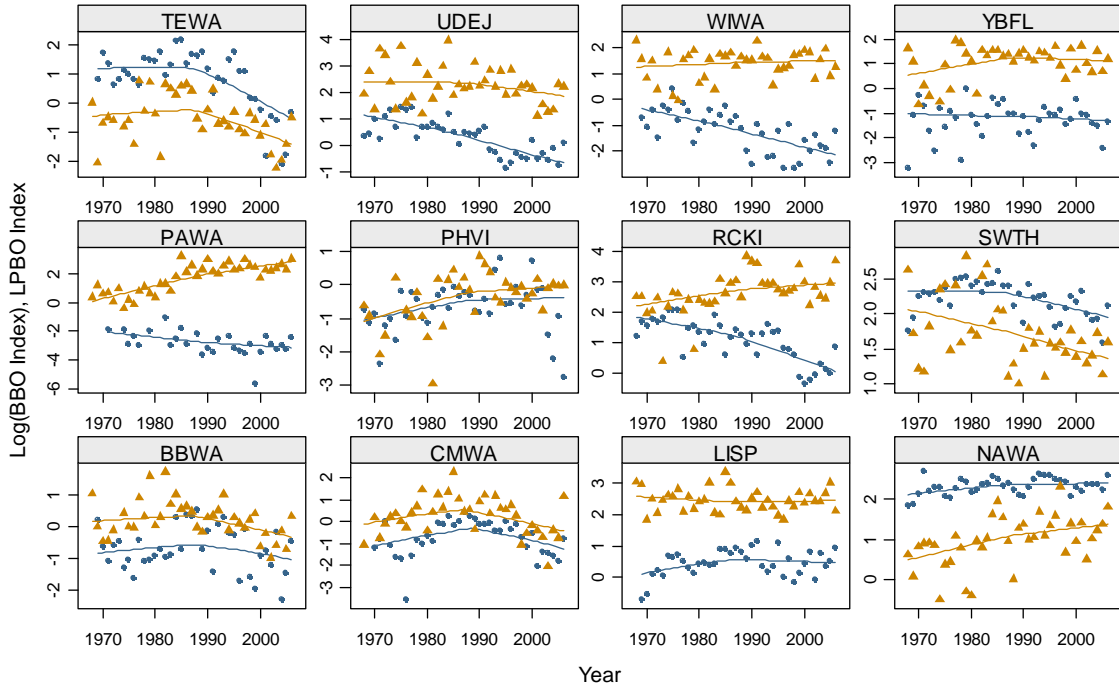 TEWA UDEJ WIWA YBFL
2 1 0 -1 -2
4 3 2 1 0 -1
2 1 0 -1 -2
2 1 0 -1 -3
1970 1980 1990 2000 1970 1980 1990 2000 1970 1980 1990 2000 1970 1980 1990 2000
PAWA PHVI RCKI SWTH
2 0 -2 -4 -6
1 0 -1 -3
4 3 2 0
2.5 2.0 1.5 1.0
1970 1980 1990 2000 1970 1980 1990 2000 1970 1980 1990 2000 1970 1980 1990 2000
BBWA CMWA LISP NAWA
1 0 -1 -2
2 1 0 -1 -3
3 2 1 0
2 1 0
1970 1980 1990 2000 1970 1980 1990 2000 1970 1980 1990 2000 1970 1980 1990 2000
Log(BBO Index), LPBO Index
Year